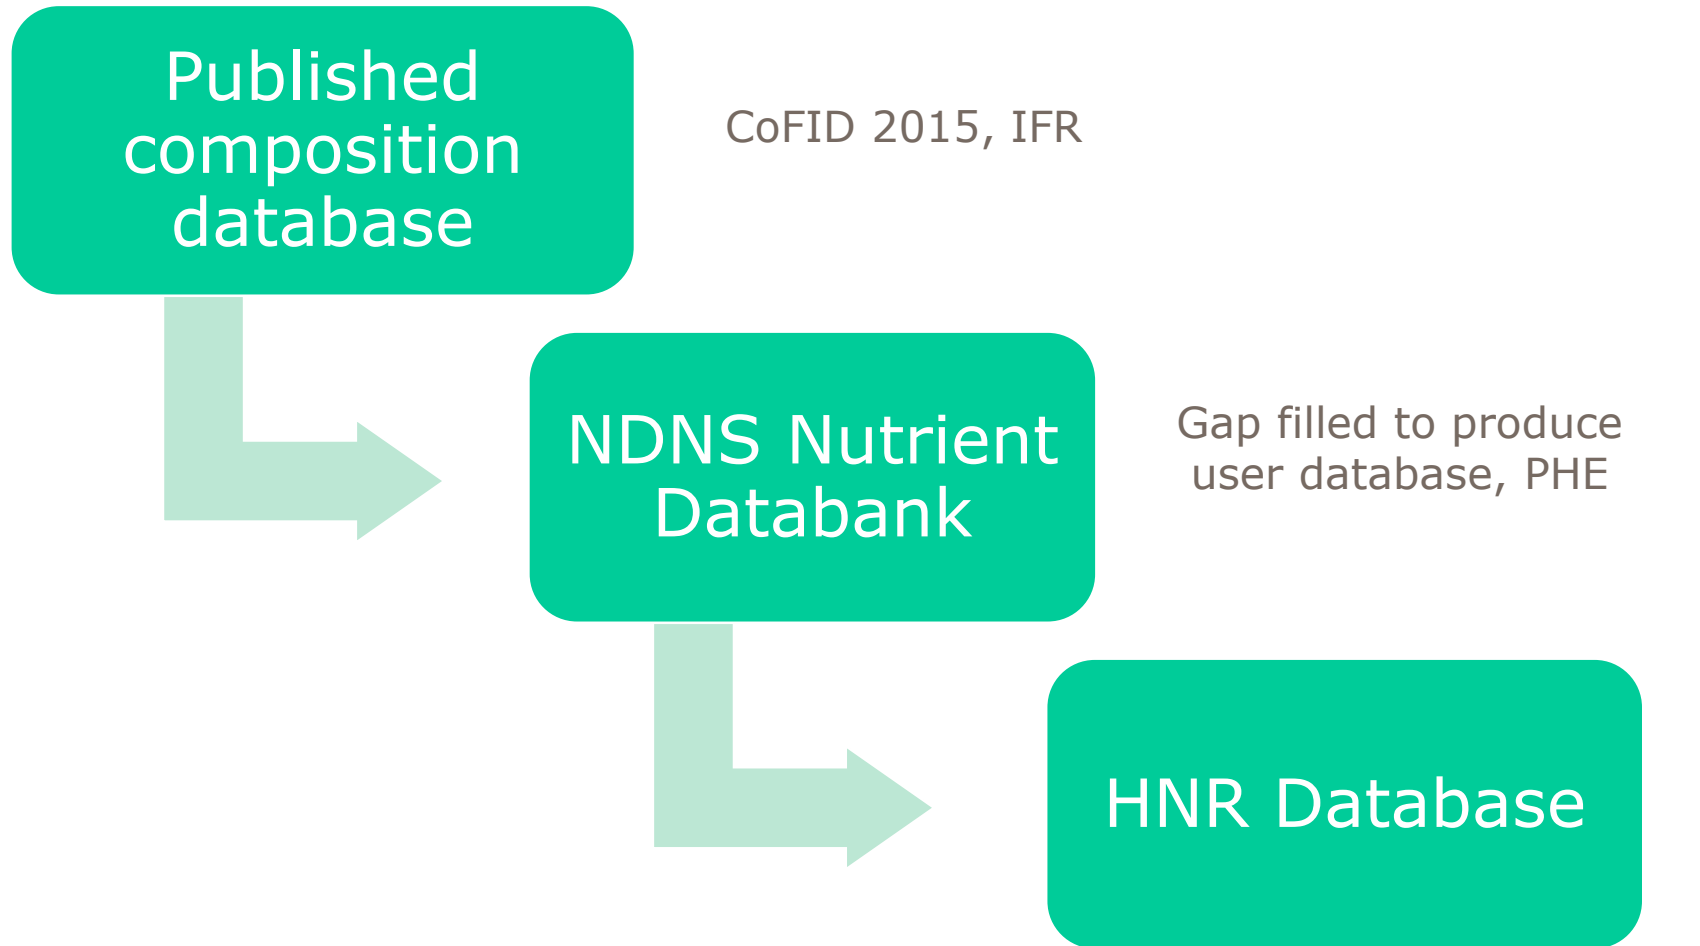 Published
composition
database
CoFID 2015, IFR
NDNS Nutrient
Databank
Gap filled to produce
user database, PHE
HNR Database